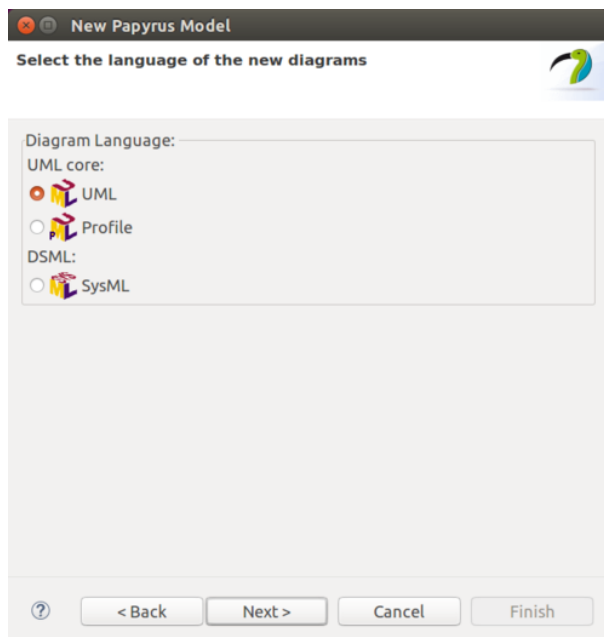 New Papyrus Model
Select the language of the new diagrams
Diagram Language:
UML core:
UML
Profile
DSML:
SysML
? < Back Next > Cancel Finish